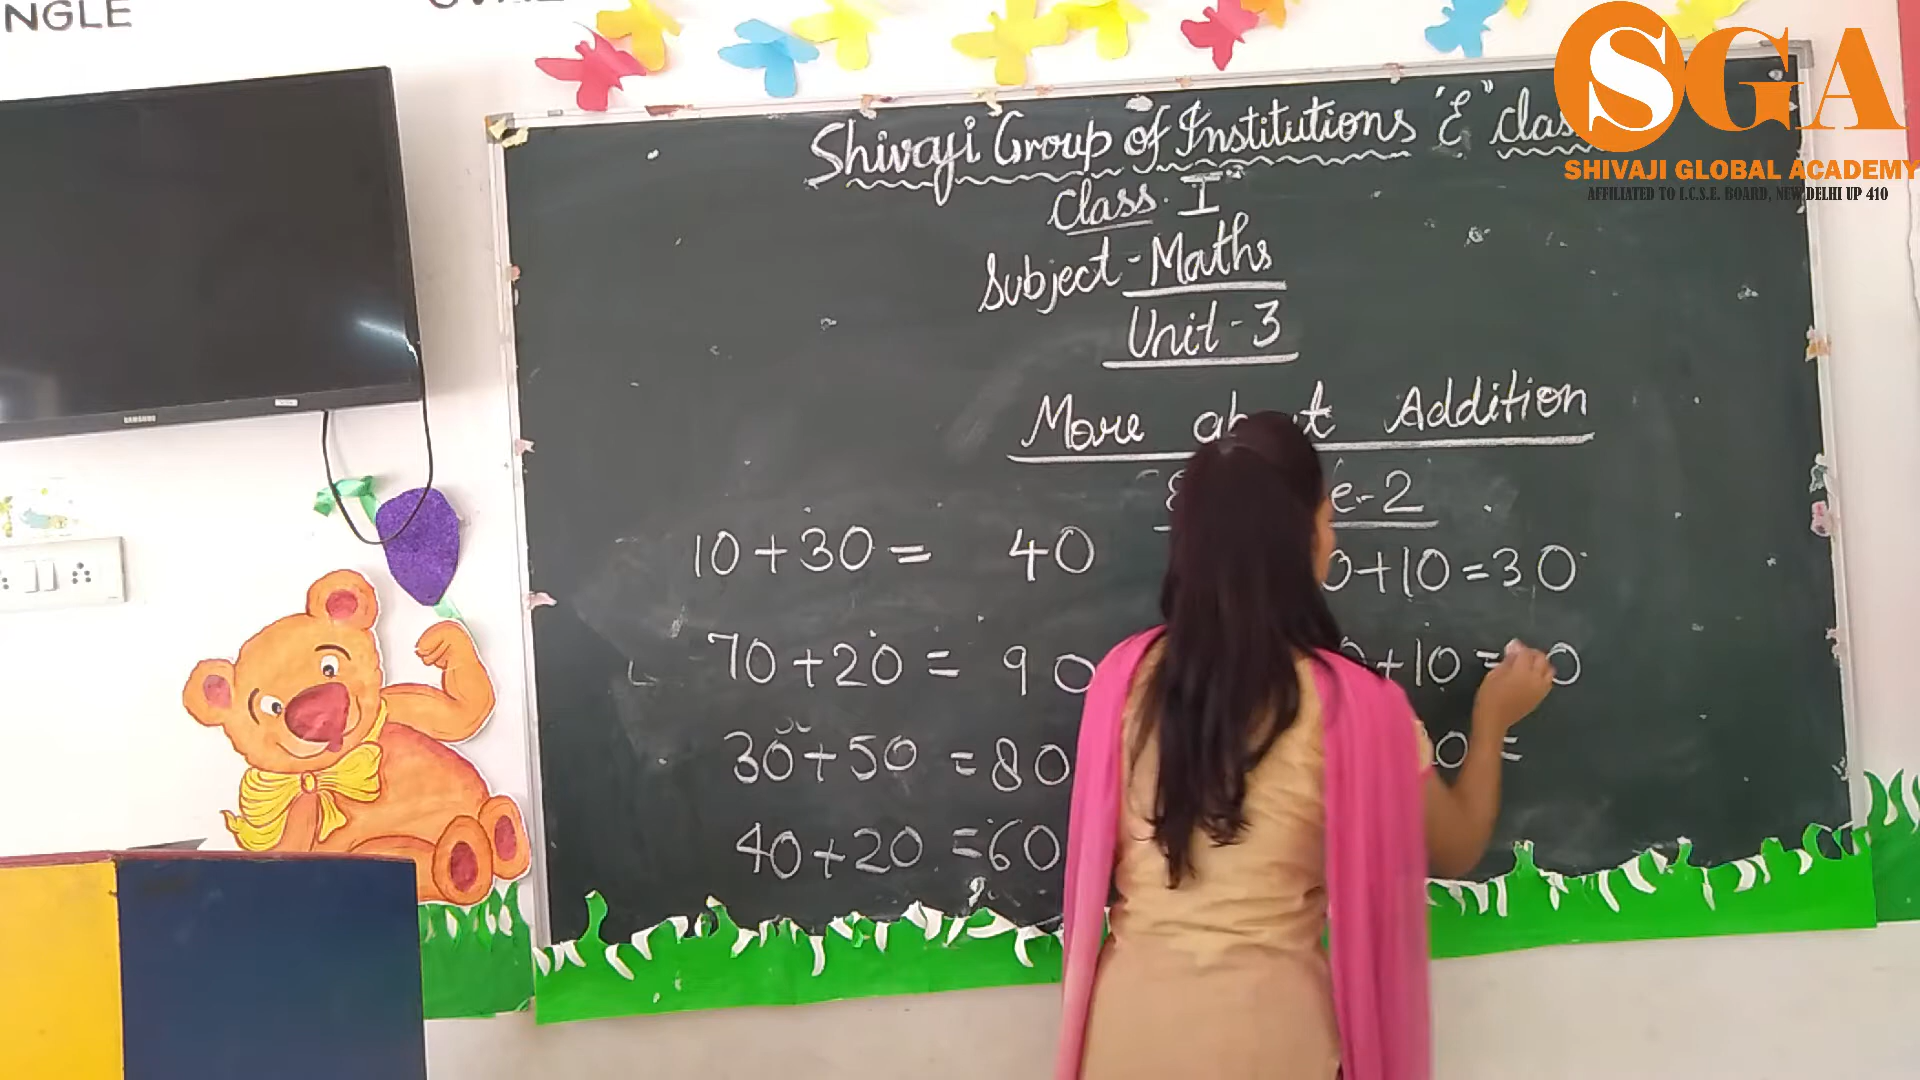 NGLE
SGA
SHIVAJI GLOBAL ACADEMY
AFFILIATED TO I.C.S.E. BOARD, NEW DELHI UP 410
Shivaji Group of Institutions "E" clas
Class. I
Subject - Maths
Unit - 3
More about Addition
e-2
10+30= 40
0+10=30
70+20= 90
+10= 0
30+50 =80
0 =
40+20 =60
SAMSUNG